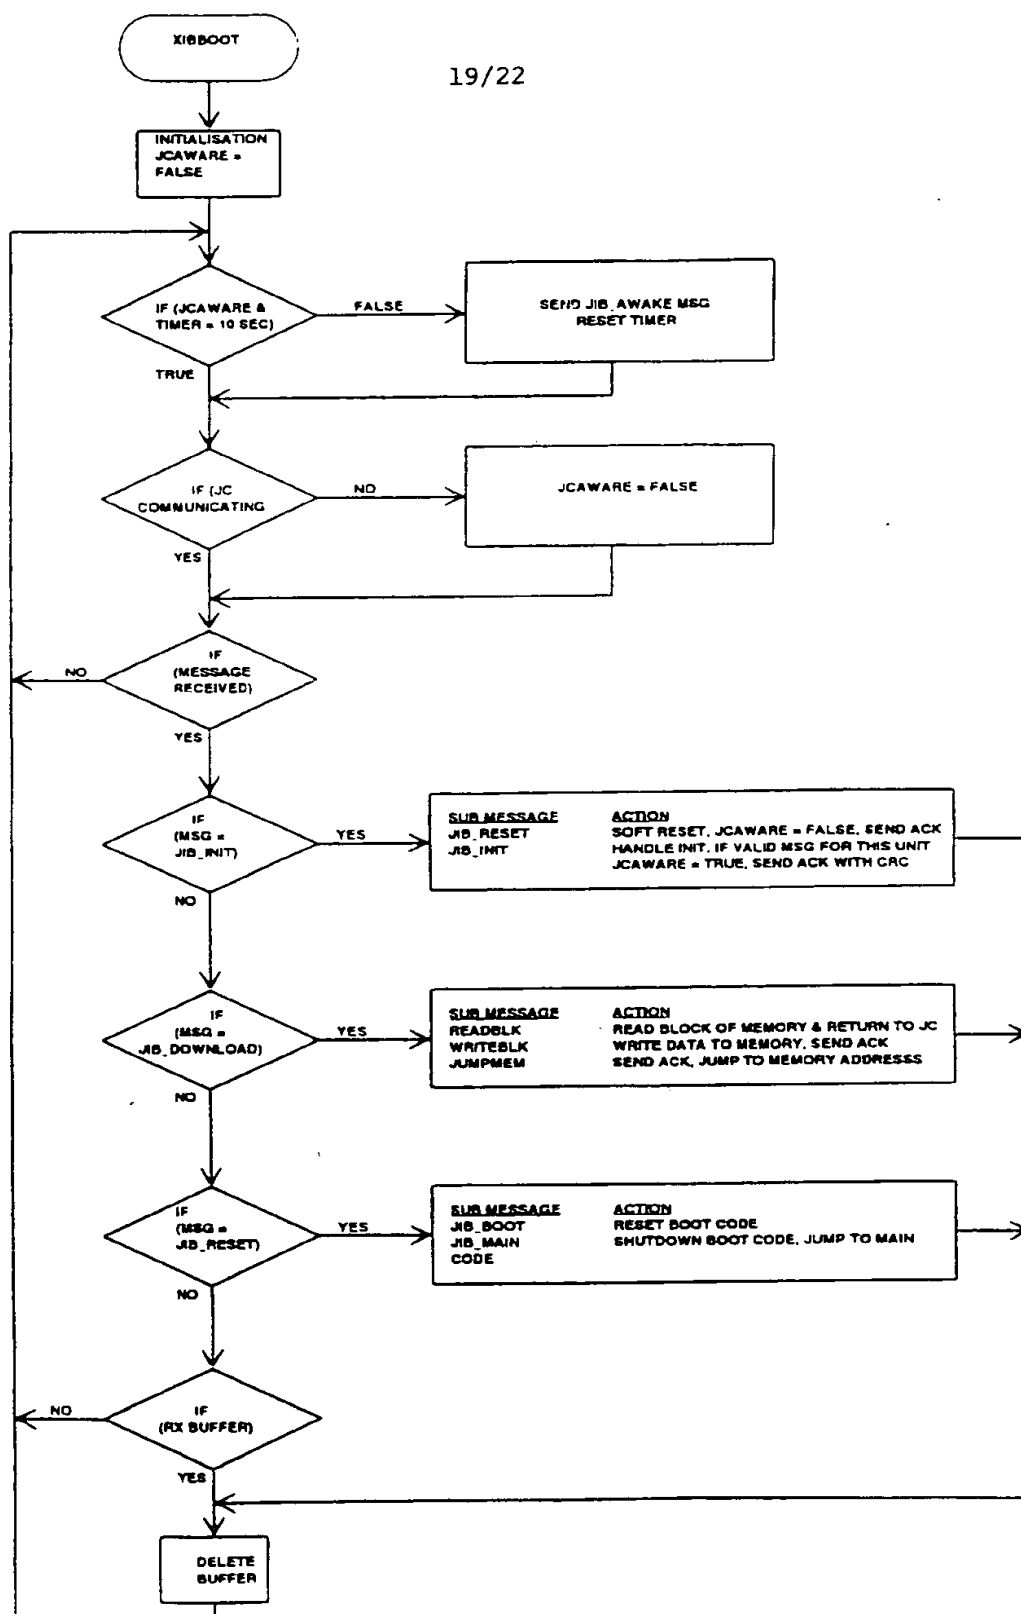 XIBBOOT
19/22
INITIALISATION
JCAWARE =
FALSE
IF (JCAWARE &
TIMER = 10 SEC)
FALSE
SEND JIB_AWAKE MSG
RESET TIMER
TRUE
IF (JC
COMMUNICATING
NO
JCAWARE = FALSE
YES
IF
(MESSAGE
RECEIVED)
NO
YES
IF
(MSG =
JIB_INIT)
YES
SUB MESSAGE ACTION
JIB_RESET SOFT RESET, JCAWARE = FALSE, SEND ACK
JIB_INIT HANDLE INIT, IF VALID MSG FOR THIS UNIT
JCAWARE = TRUE, SEND ACK WITH CRC
NO
IF
(MSG =
JIB_DOWNLOAD)
YES
SUB MESSAGE ACTION
READBLK READ BLOCK OF MEMORY & RETURN TO JC
WRITEBLK WRITE DATA TO MEMORY, SEND ACK
JUMPMEM SEND ACK, JUMP TO MEMORY ADDRESSS
NO
IF
(MSG =
JIB_RESET)
YES
SUB MESSAGE ACTION
JIB_BOOT RESET BOOT CODE
JIB_MAIN SHUTDOWN BOOT CODE, JUMP TO MAIN
CODE
NO
IF
(RX BUFFER)
NO
YES
DELETE
BUFFER